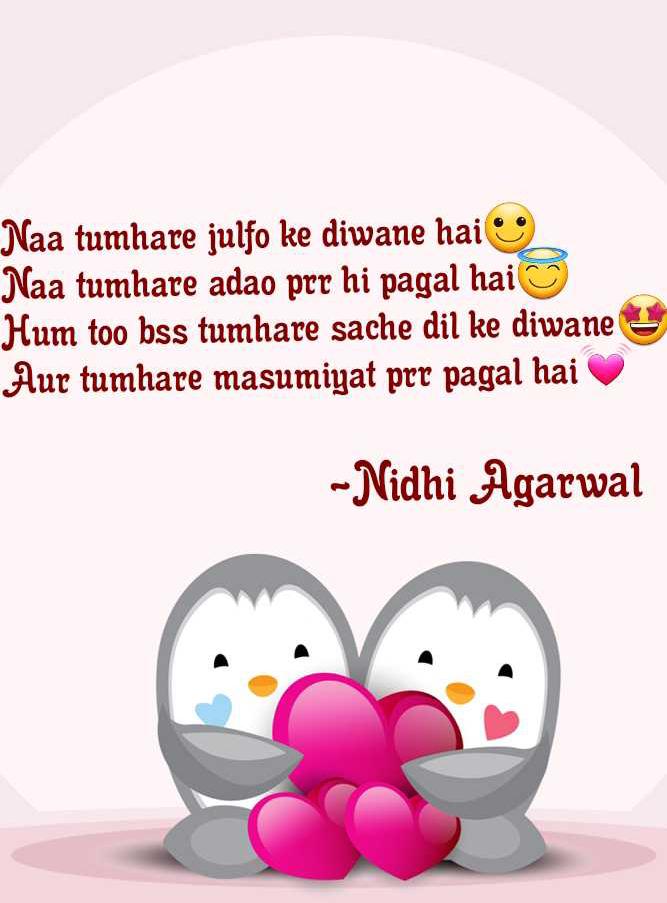 Naa tumhare julfo ke diwane hai🙂
Naa tumhare adao prr hi pagal hai😇
Hum too bss tumhare sache dil ke diwane🤩
Aur tumhare masumiyat prr pagal hai 💓
~Nidhi Agarwal